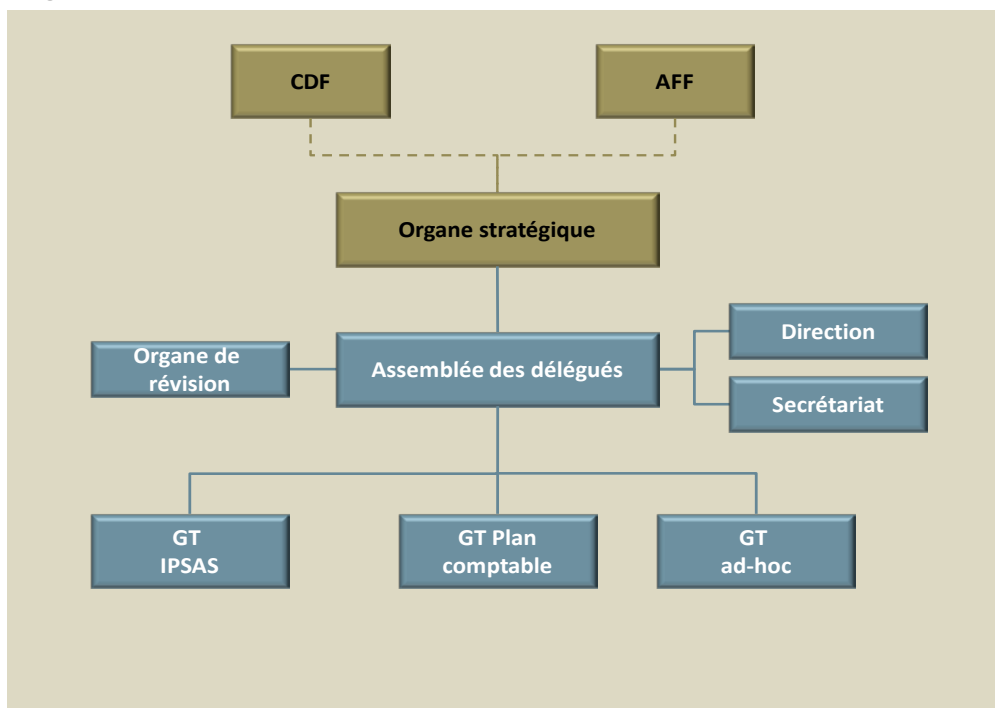 CDF
AFF
Organe stratégique
Direction
Organe de
révision
Assemblée des délégués
Secrétariat
GT
IPSAS
GT Plan
comptable
GT
ad-hoc